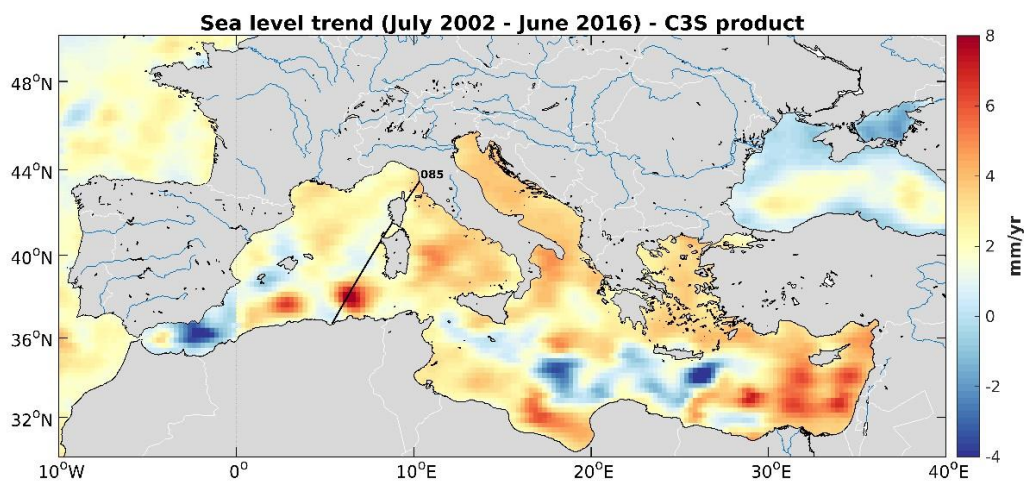 Sea level trend (July 2002 - June 2016) - C3S product
48°N
44°N
40°N
36°N
32°N
10°W
0°
10°E
20°E
30°E
40°E
085
8
6
4
2
0
-2
-4
mm/yr